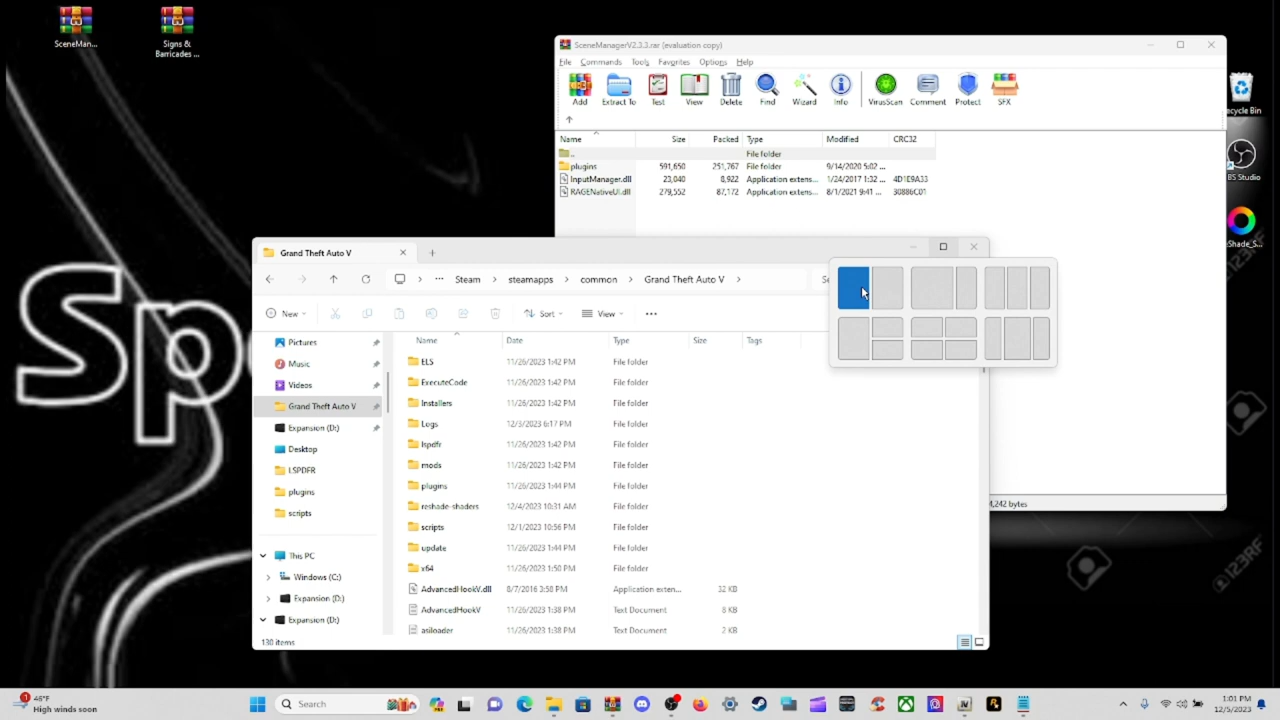 SceneMan...
Signs &
Barricades ...
Sp
SceneManagerV2.3.3.rar (evaluation copy)
File Commands Tools Favorites Options Help
Add Extract To Test View Delete Find Wizard Info VirusScan Comment Protect SFX
Name Size Packed Type Modified CRC32
.. File folder
plugins 591,650 251,767 File folder 9/14/2020 5:02 ...
InputManager.dll 23,040 8,922 Application extens... 1/24/2017 1:32 ... 4D1E9A33
RAGENativeUI.dll 279,552 87,172 Application extens... 8/1/2021 9:41 ... 30886C01
4,242 bytes
ecycle Bin
BS Studio
Shade_S...
123RF
123RF
Grand Theft Auto V
Steam > steamapps > common > Grand Theft Auto V >
Se
New Sort View ...
Name Date Type Size Tags
Pictures
Music
Videos
Grand Theft Auto V
Expansion (D:)
Desktop
LSPDFR
plugins
scripts
This PC
Windows (C:)
Expansion (D:)
Expansion (D:)
ELS 11/26/2023 1:42 PM File folder
ExecuteCode 11/26/2023 1:42 PM File folder
Installers 11/26/2023 1:42 PM File folder
Logs 12/3/2023 6:17 PM File folder
lspdfr 11/26/2023 1:42 PM File folder
mods 11/26/2023 1:42 PM File folder
plugins 11/26/2023 1:44 PM File folder
reshade-shaders 12/4/2023 10:31 AM File folder
scripts 12/1/2023 10:56 PM File folder
update 11/26/2023 1:44 PM File folder
x64 11/26/2023 1:50 PM File folder
AdvancedHookV.dll 8/7/2016 3:58 PM Application exten... 32 KB
AdvancedHookV 11/26/2023 1:38 PM Text Document 8 KB
asiloader 11/26/2023 1:38 PM Text Document 2 KB
130 items
1
46°F
High winds soon
Search
1:01 PM
12/5/2023